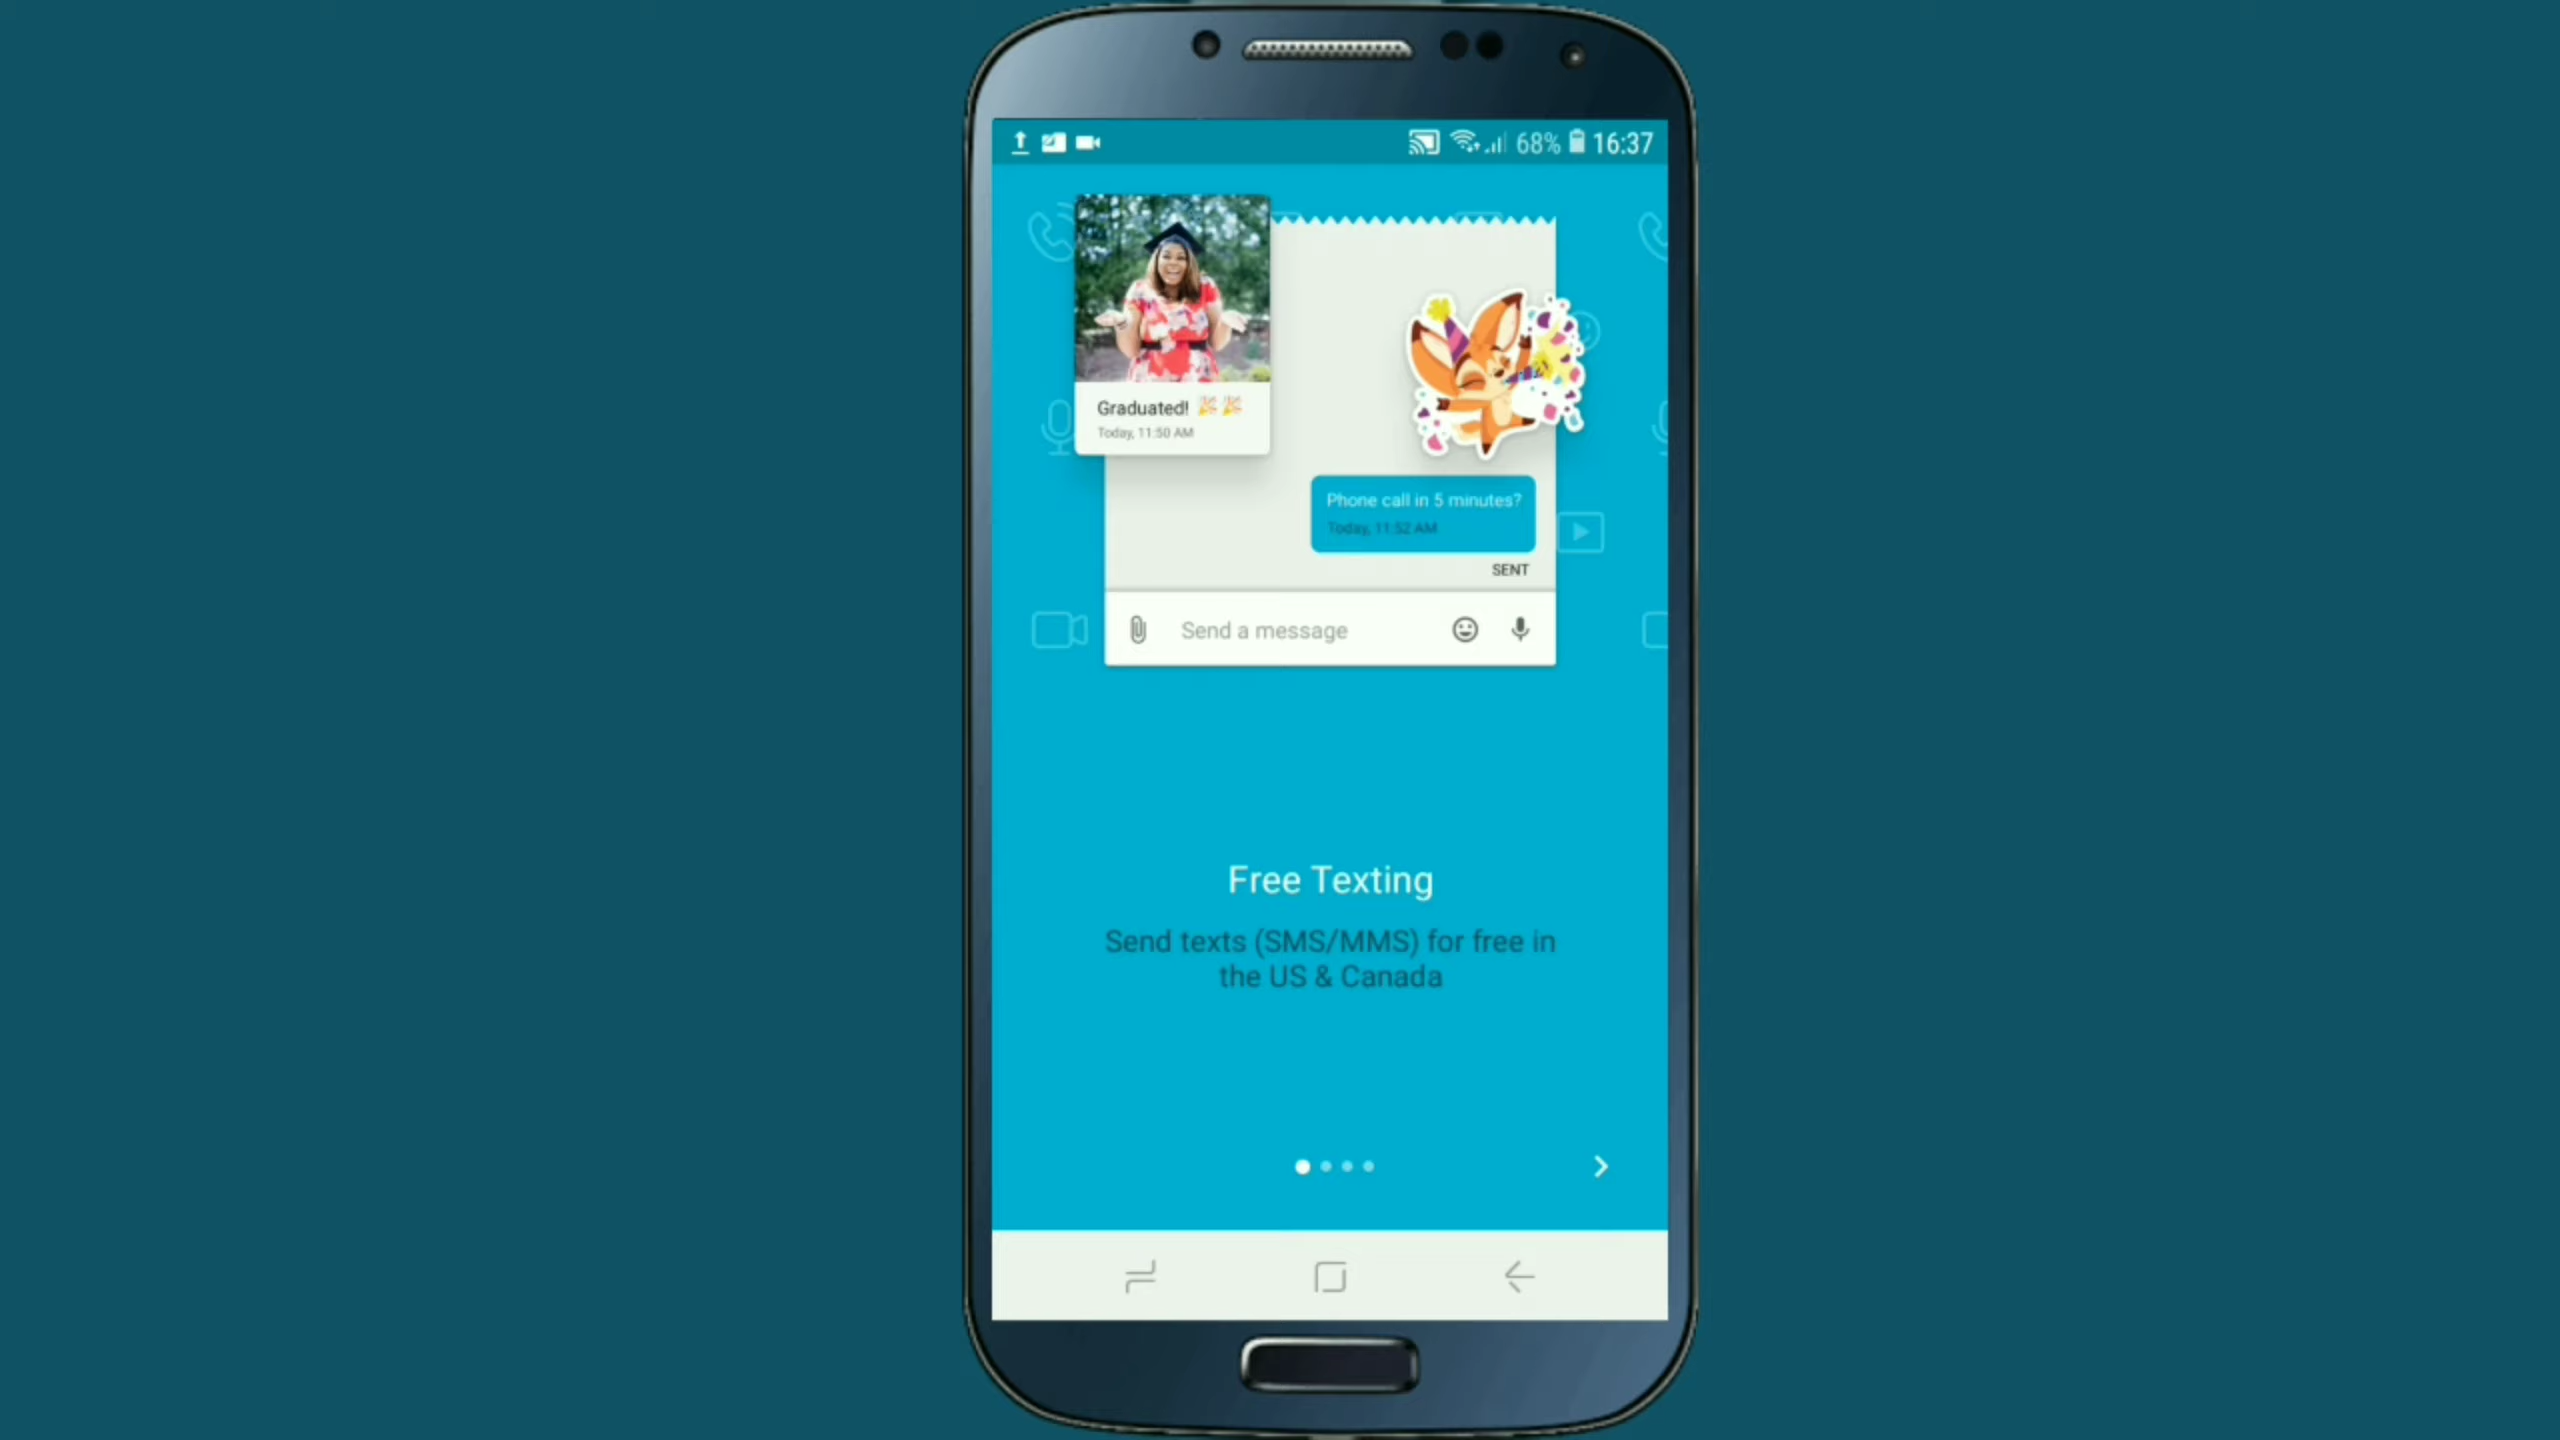 68% 16:37
Graduated! 🎉🎉
Today, 11:50 AM
Phone call in 5 minutes?
Today, 11:52 AM
SENT
Send a message
Free Texting
Send texts (SMS/MMS) for free in
the US & Canada